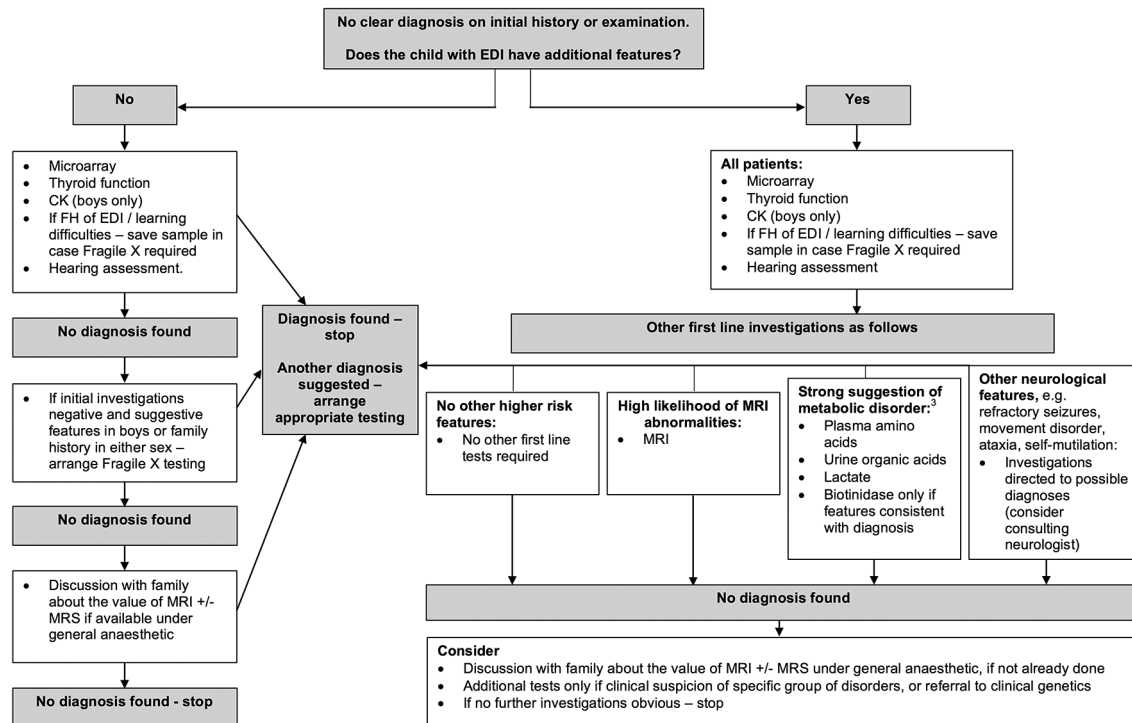 No clear diagnosis on initial history or examination.
Does the child with EDI have additional features?
No
Yes
• Microarray
• Thyroid function
• CK (boys only)
• If FH of EDI / learning
difficulties – save sample in
case Fragile X required
• Hearing assessment.
No diagnosis found
• If initial investigations
negative and suggestive
features in boys or family
history in either sex –
arrange Fragile X testing
No diagnosis found
• Discussion with family
about the value of MRI +/-
MRS if available under
general anaesthetic
No diagnosis found - stop
Diagnosis found –
stop
Another diagnosis
suggested –
arrange
appropriate testing
All patients:
• Microarray
• Thyroid function
• CK (boys only)
• If FH of EDI / learning difficulties – save
sample in case Fragile X required
• Hearing assessment
Other first line investigations as follows
No other higher risk
features:
• No other first line
tests required
High likelihood of MRI
abnormalities:
• MRI
Strong suggestion of
metabolic disorder:³
• Plasma amino
acids
• Urine organic acids
• Lactate
• Biotinidase only if
features consistent
with diagnosis
Other neurological
features, e.g.
refractory seizures,
movement disorder,
ataxia, self-mutilation:
• Investigations
directed to possible
diagnoses
(consider
consulting
neurologist)
No diagnosis found
Consider
• Discussion with family about the value of MRI +/- MRS under general anaesthetic, if not already done
• Additional tests only if clinical suspicion of specific group of disorders, or referral to clinical genetics
• If no further investigations obvious – stop